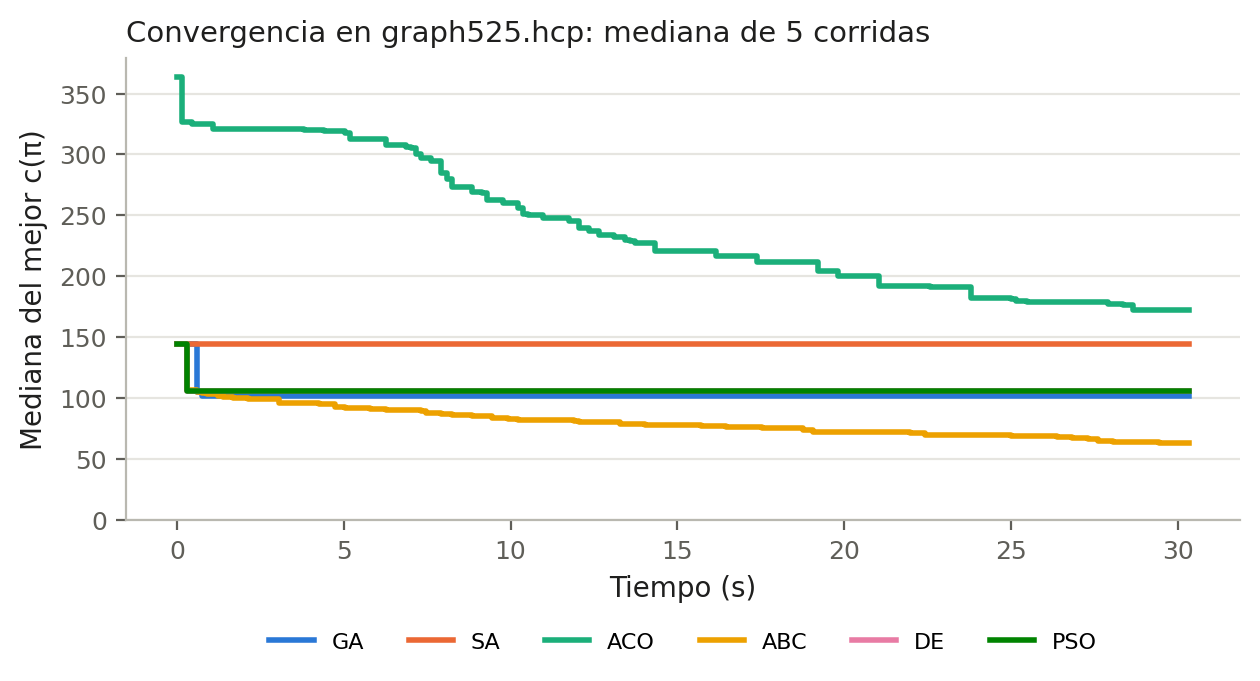 Convergencia en graph525.hcp: mediana de 5 corridas
Mediana del mejor c(π)
350
300
250
200
150
100
50
0
0 5 10 15 20 25 30
Tiempo (s)
GA SA ACO ABC DE PSO